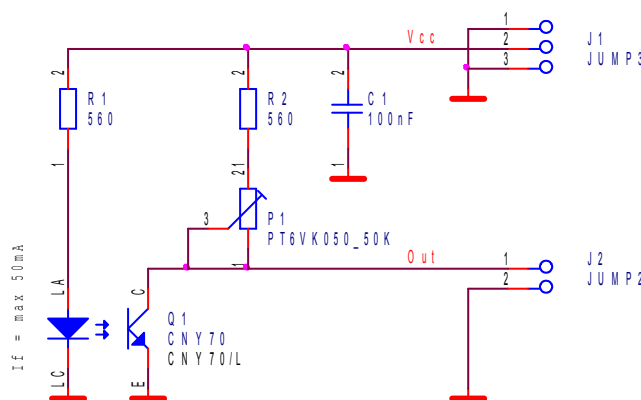 1
Vcc
2
3
J1
JUMP3
2
R1
560
1
2
R2
560
21
2
C1
100nF
1
3
P1
PT6VK050_50K
1
Out
1
2
J2
JUMP2
If = max 50mA
LA
LC
C
E
Q1
CNY70
CNY70/L